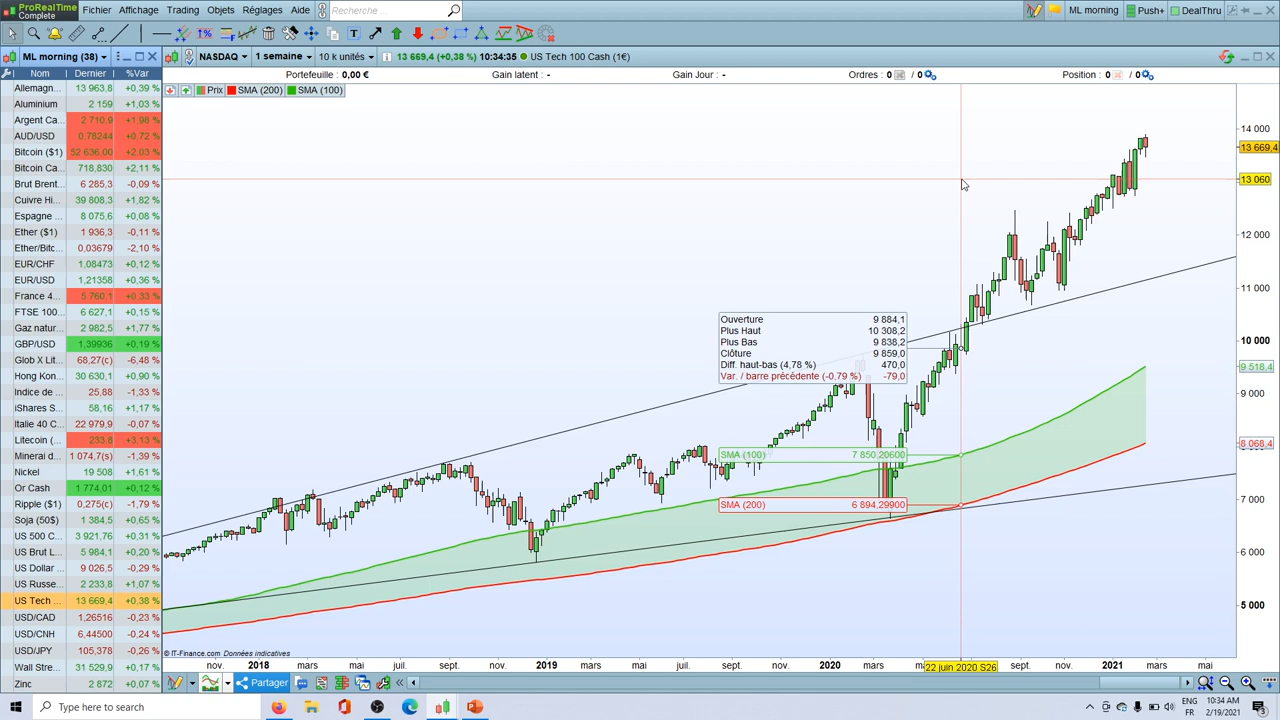 ProRealTime
Complete
Fichier Affichage Trading Objets Réglages Aide Recherche ... ML morning Push+ DealThru
ML morning (38) NASDAQ 1 semaine 10 k unités 13 669,4 (+0,38 %) 10:34:35 US Tech 100 Cash (1€)
Nom Dernier %Var
Portefeuille : 0,00 € Gain latent : - Gain Jour : - Ordres : 0 / 0 Position : 0 / 0
Prix SMA (200) SMA (100)
Allemagn... 13 963,8 +0,39 %
Aluminium 2 159 +1,03 %
Argent Ca... 2 710,9 +1,98 %
AUD/USD 0,78244 +0,72 %
Bitcoin ($1) 52 636,00 +2,03 %
Bitcoin Ca... 718,830 +2,11 %
Brut Brent... 6 285,3 -0,09 %
Cuivre Hi... 39 808,3 +1,82 %
Espagne ... 8 075,6 +0,08 %
Ether ($1) 1 936,3 -0,11 %
Ether/Bitc... 0,03679 -2,10 %
EUR/CHF 1,08473 +0,12 %
EUR/USD 1,21358 +0,36 %
France 4... 5 760,1 +0,33 %
FTSE 100... 6 627,1 +0,15 %
Gaz natur... 2 982,5 +1,77 %
GBP/USD 1,39936 +0,19 %
Glob X Lit... 68,27(c) -6,48 %
Hong Kon... 30 630,1 +0,90 %
Indice de ... 25,88 -1,33 %
iShares S... 58,16 +1,17 %
Italie 40 C... 22 979,9 -0,07 %
Litecoin (... 233,8 +3,13 %
Minerai d... 1 074,7(s) -1,39 %
Nickel 19 508 +1,61 %
Or Cash 1 774,01 +0,12 %
Ripple ($1) 0,275(c) -1,79 %
Soja (50$) 1 384,5 +0,65 %
US 500 C... 3 921,76 +0,31 %
US Brut L... 5 984,1 +0,20 %
US Dollar ... 9 026,5 -0,29 %
US Russe... 2 233,8 +1,07 %
US Tech ... 13 669,4 +0,38 %
USD/CAD 1,26516 -0,23 %
USD/CNH 6,44500 -0,24 %
USD/JPY 105,378 -0,26 %
Wall Stre... 31 529,9 +0,17 %
Zinc 2 872 +0,07 %
14 000
13 669,4
13 060
12 000
11 000
10 000
9 518,4
9 000
8 068,4
7 000
6 000
5 000
Ouverture 9 884,1
Plus Haut 10 308,2
Plus Bas 9 838,2
Clôture 9 859,0
Diff. haut-bas (4,78 %) 470,0
Var. / barre précédente (-0,79 %) -79,0
SMA (100) 7 850,20600
SMA (200) 6 894,29900
© IT-Finance.com Données indicatives
nov. 2018 mars mai juil. sept. nov. 2019 mars mai juil. sept. nov. 2020 mars 22 juin 2020 S26 sept. nov. 2021 mars mai
Partager
Type here to search
ENG
FR
10:34 AM
2/19/2021
3